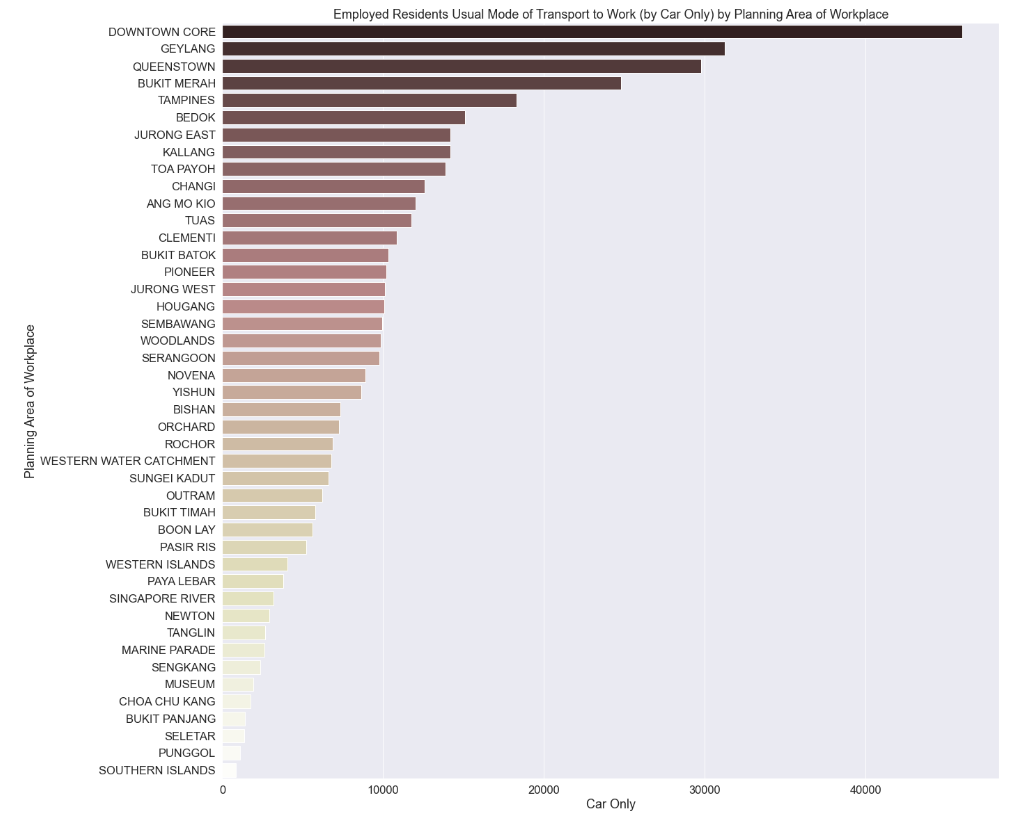 Employed Residents Usual Mode of Transport to Work (by Car Only) by Planning Area of Workplace
DOWNTOWN CORE
GEYLANG
QUEENSTOWN
BUKIT MERAH
TAMPINES
BEDOK
JURONG EAST
KALLANG
TOA PAYOH
CHANGI
ANG MO KIO
TUAS
CLEMENTI
BUKIT BATOK
PIONEER
JURONG WEST
HOUGANG
SEMBAWANG
WOODLANDS
SERANGOON
NOVENA
YISHUN
BISHAN
ORCHARD
ROCHOR
WESTERN WATER CATCHMENT
SUNGEI KADUT
OUTRAM
BUKIT TIMAH
BOON LAY
PASIR RIS
WESTERN ISLANDS
PAYA LEBAR
SINGAPORE RIVER
NEWTON
TANGLIN
MARINE PARADE
SENGKANG
MUSEUM
CHOA CHU KANG
BUKIT PANJANG
SELETAR
PUNGGOL
SOUTHERN ISLANDS
Planning Area of Workplace
0 10000 20000 30000 40000
Car Only